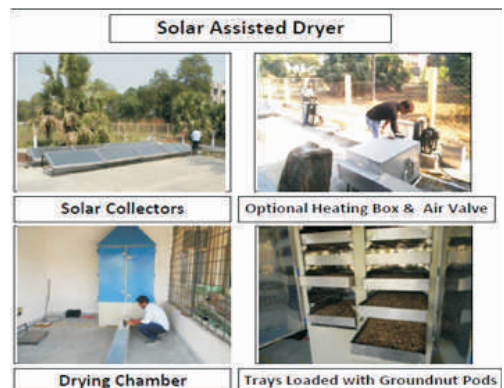 Solar Assisted Dryer
Solar Collectors
Optional Heating Box & Air Valve
Drying Chamber
Trays Loaded with Groundnut Pods